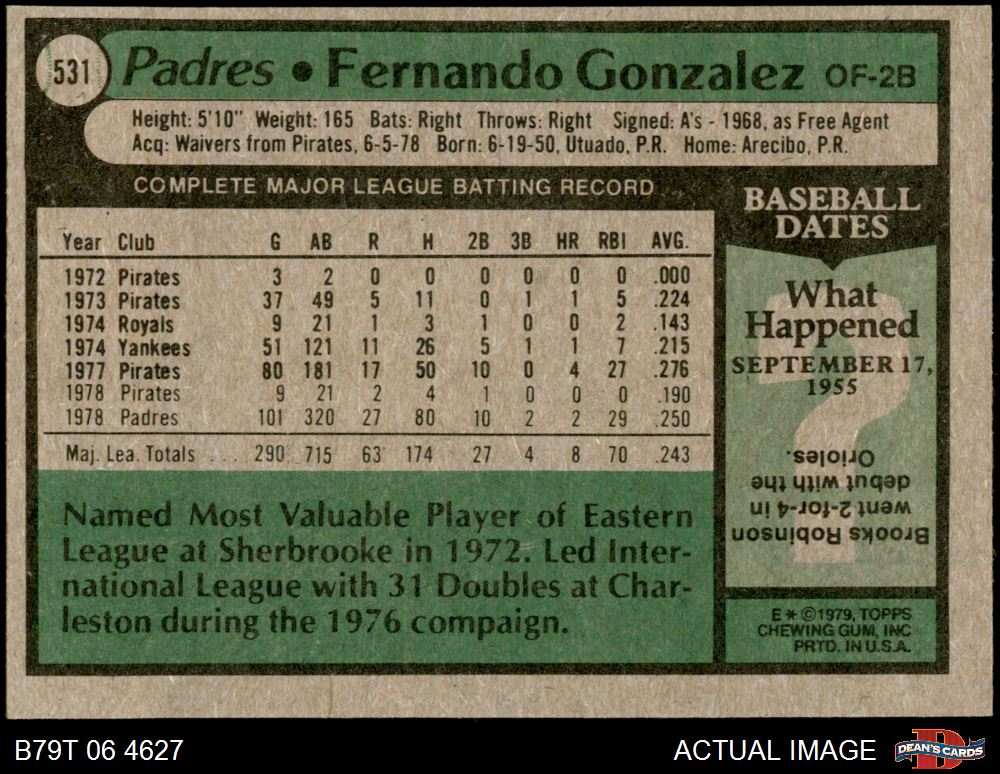 531 Padres • Fernando Gonzalez OF-2B
Height: 5'10" Weight: 165 Bats: Right Throws: Right Signed: A's - 1968, as Free Agent
Acq: Waivers from Pirates, 6-5-78 Born: 6-19-50, Utuado, P.R. Home: Arecibo, P.R.
COMPLETE MAJOR LEAGUE BATTING RECORD
Year Club G AB R H 2B 3B HR RBI AVG.
1972 Pirates 3 2 0 0 0 0 0 0 .000
1973 Pirates 37 49 5 11 0 1 1 5 .224
1974 Royals 9 21 1 3 1 0 0 2 .143
1974 Yankees 51 121 11 26 5 1 1 7 .215
1977 Pirates 80 181 17 50 10 0 4 27 .276
1978 Pirates 9 21 2 4 1 0 0 0 .190
1978 Padres 101 320 27 80 10 2 2 29 .250
Maj. Lea. Totals ... 290 715 63 174 27 4 8 70 .243
Named Most Valuable Player of Eastern
League at Sherbrooke in 1972. Led Inter-
national League with 31 Doubles at Char-
leston during the 1976 compaign.
BASEBALL
DATES
What
Happened
SEPTEMBER 17,
1955
?
Brooks Robinson
went 2-for-4 in
debut with the
Orioles.
E * © 1979, TOPPS
CHEWING GUM, INC
PRTD. IN U.S.A.
B79T 06 4627
ACTUAL IMAGE
D
DEAN'S CARDS